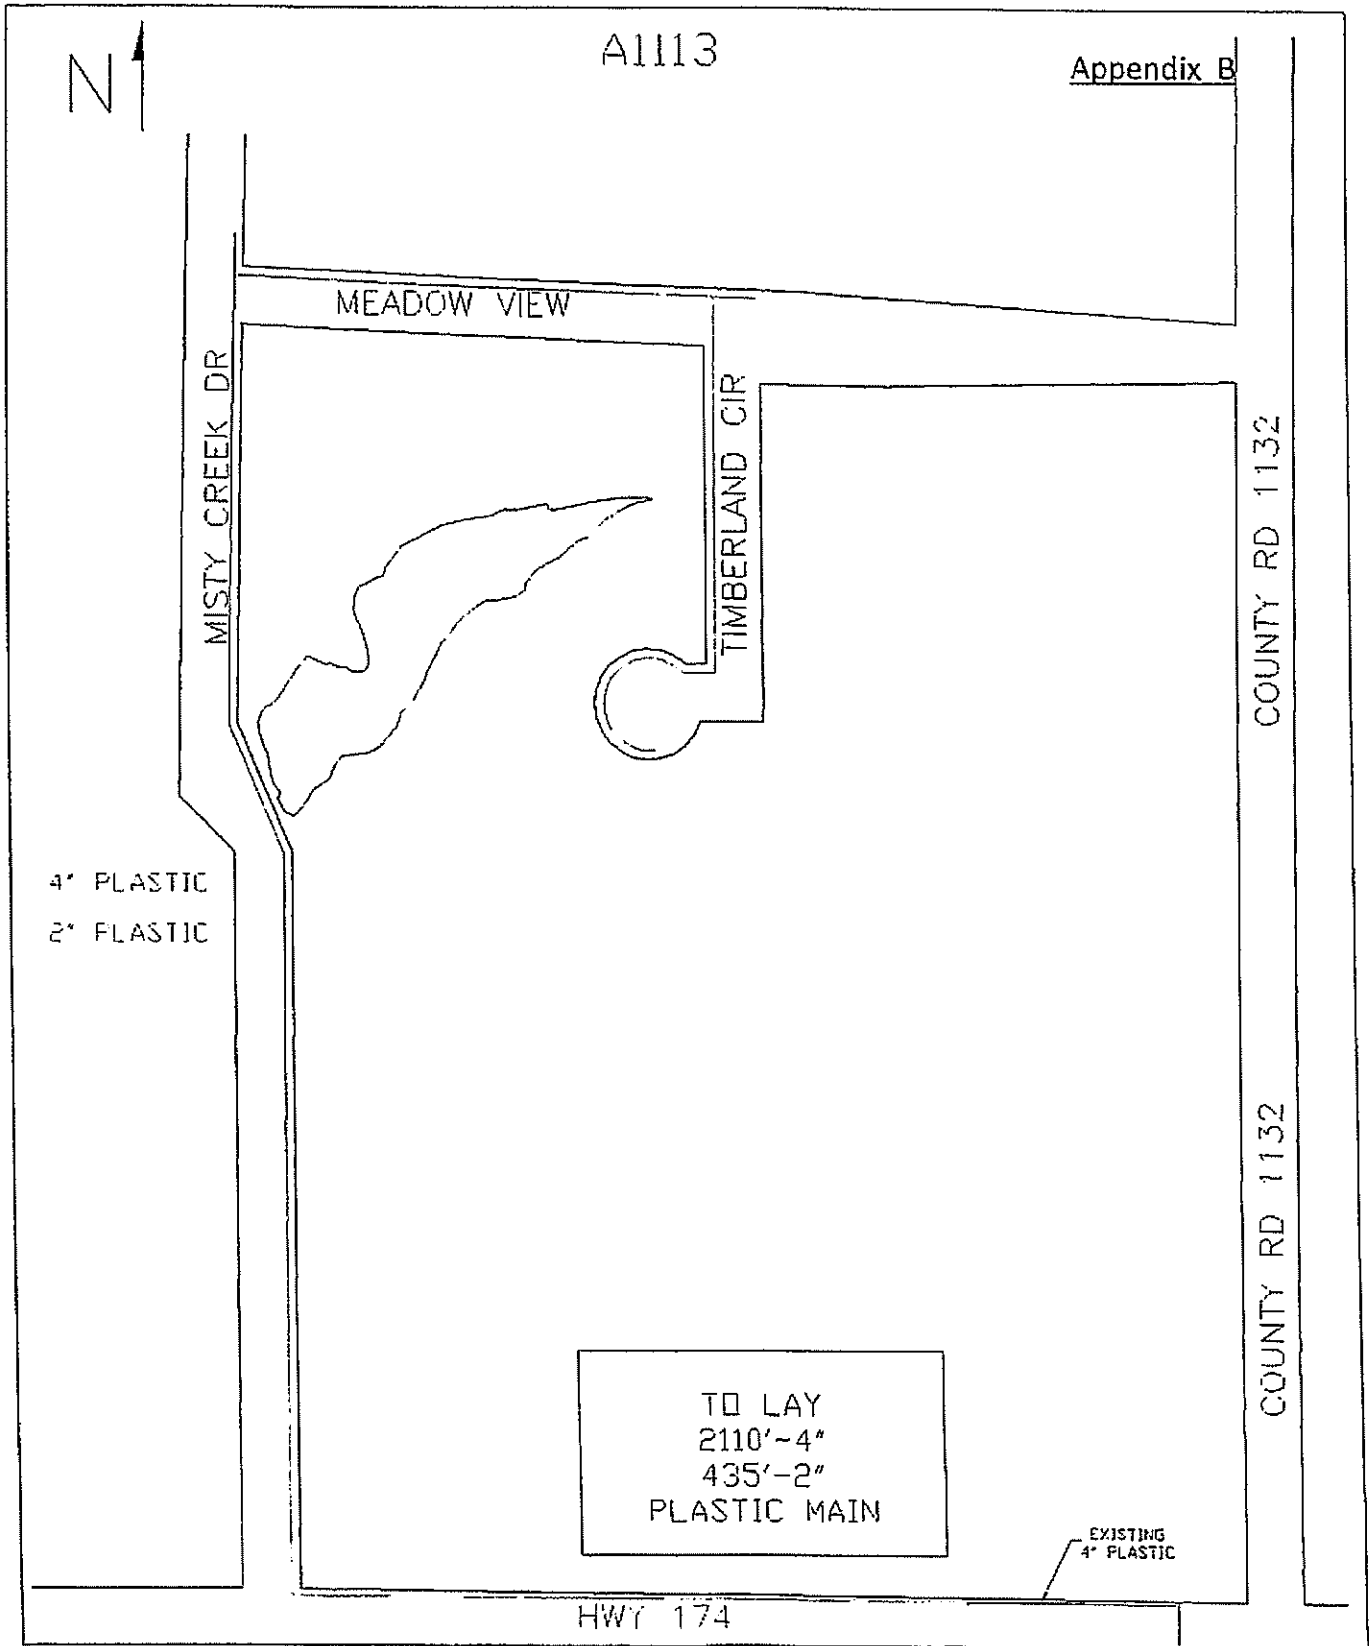 N
A1113
Appendix B
MEADOW VIEW
MISTY CREEK DR
TIMBERLAND CIR
COUNTY RD 1132
4" PLASTIC
2" PLASTIC
COUNTY RD 1132
TO LAY
2110'-4"
435'-2"
PLASTIC MAIN
EXISTING
4" PLASTIC
HWY 174